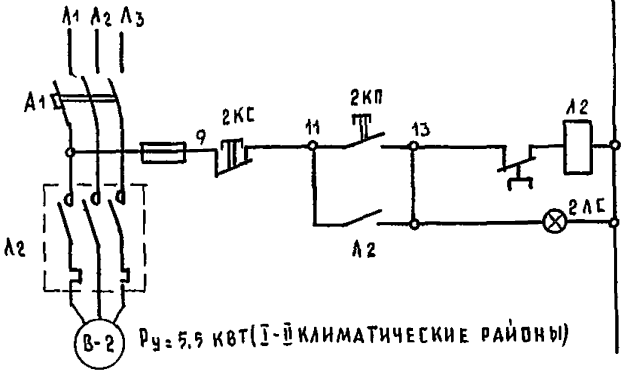 Л1 Л2 Л3
А1
9
2КС
11
2КП
13
Л2
Л2
2ЛС
Л2
В-2
Ру=5.5 КВТ(I-II КЛИМАТИЧЕСКИЕ РАЙОНЫ)